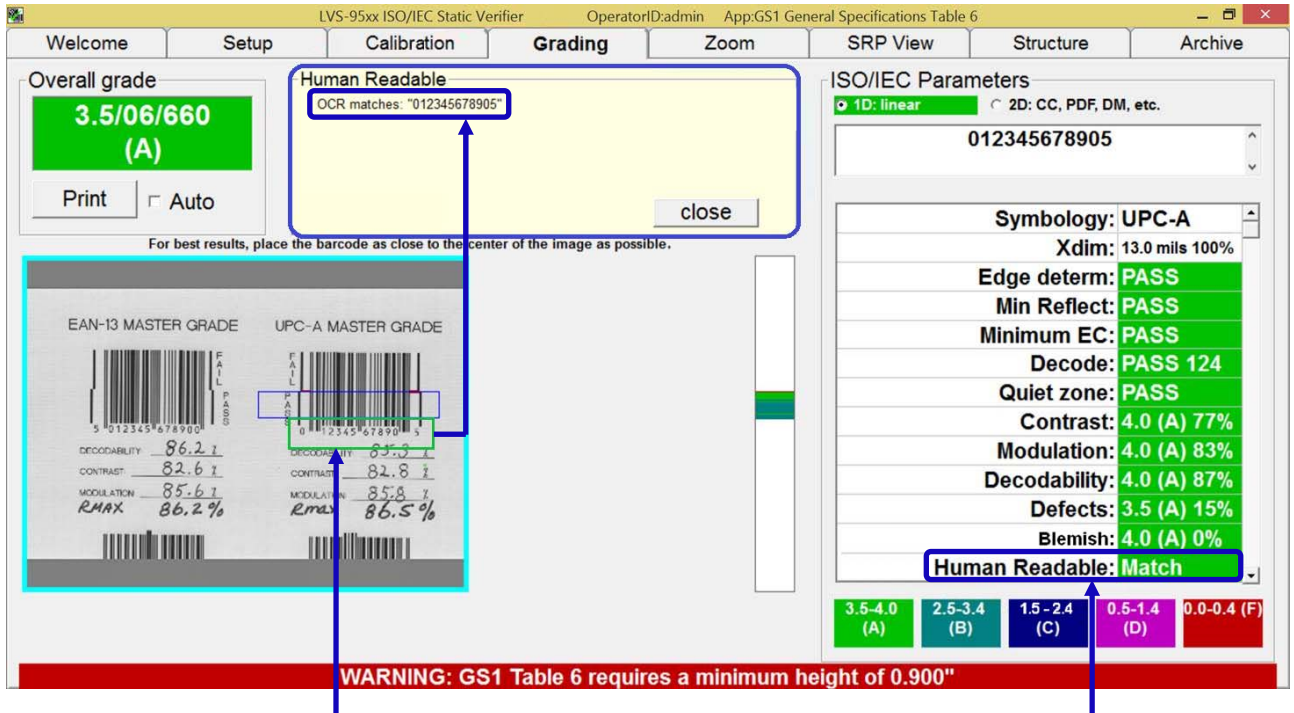 LVS-95xx ISO/IEC Static Verifier OperatorID:admin App:GS1 General Specifications Table 6
Welcome Setup Calibration Grading Zoom SRP View Structure Archive
Overall grade
3.5/06/660
(A)
Print Auto
Human Readable
OCR matches: "012345678905"
close
ISO/IEC Parameters
1D: linear 2D: CC, PDF, DM, etc.
012345678905
For best results, place the barcode as close to the center of the image as possible.
EAN-13 MASTER GRADE
FAIL
PASS
5 012345 678900
DECODABILITY 86.2 %
CONTRAST 82.6 %
MODULATION 85.6 %
RMAX 86.2%
UPC-A MASTER GRADE
FAIL
PASS
0 12345 67890 5
DECODABILITY 85.3 %
CONTRAST 82.8 %
MODULATION 85.8 %
Rmax 86.5%
Symbology: UPC-A
Xdim: 13.0 mils 100%
Edge determ: PASS
Min Reflect: PASS
Minimum EC: PASS
Decode: PASS 124
Quiet zone: PASS
Contrast: 4.0 (A) 77%
Modulation: 4.0 (A) 83%
Decodability: 4.0 (A) 87%
Defects: 3.5 (A) 15%
Blemish: 4.0 (A) 0%
Human Readable: Match
3.5-4.0 2.5-3.4 1.5-2.4 0.5-1.4 0.0-0.4 (F)
(A) (B) (C) (D)
WARNING: GS1 Table 6 requires a minimum height of 0.900"